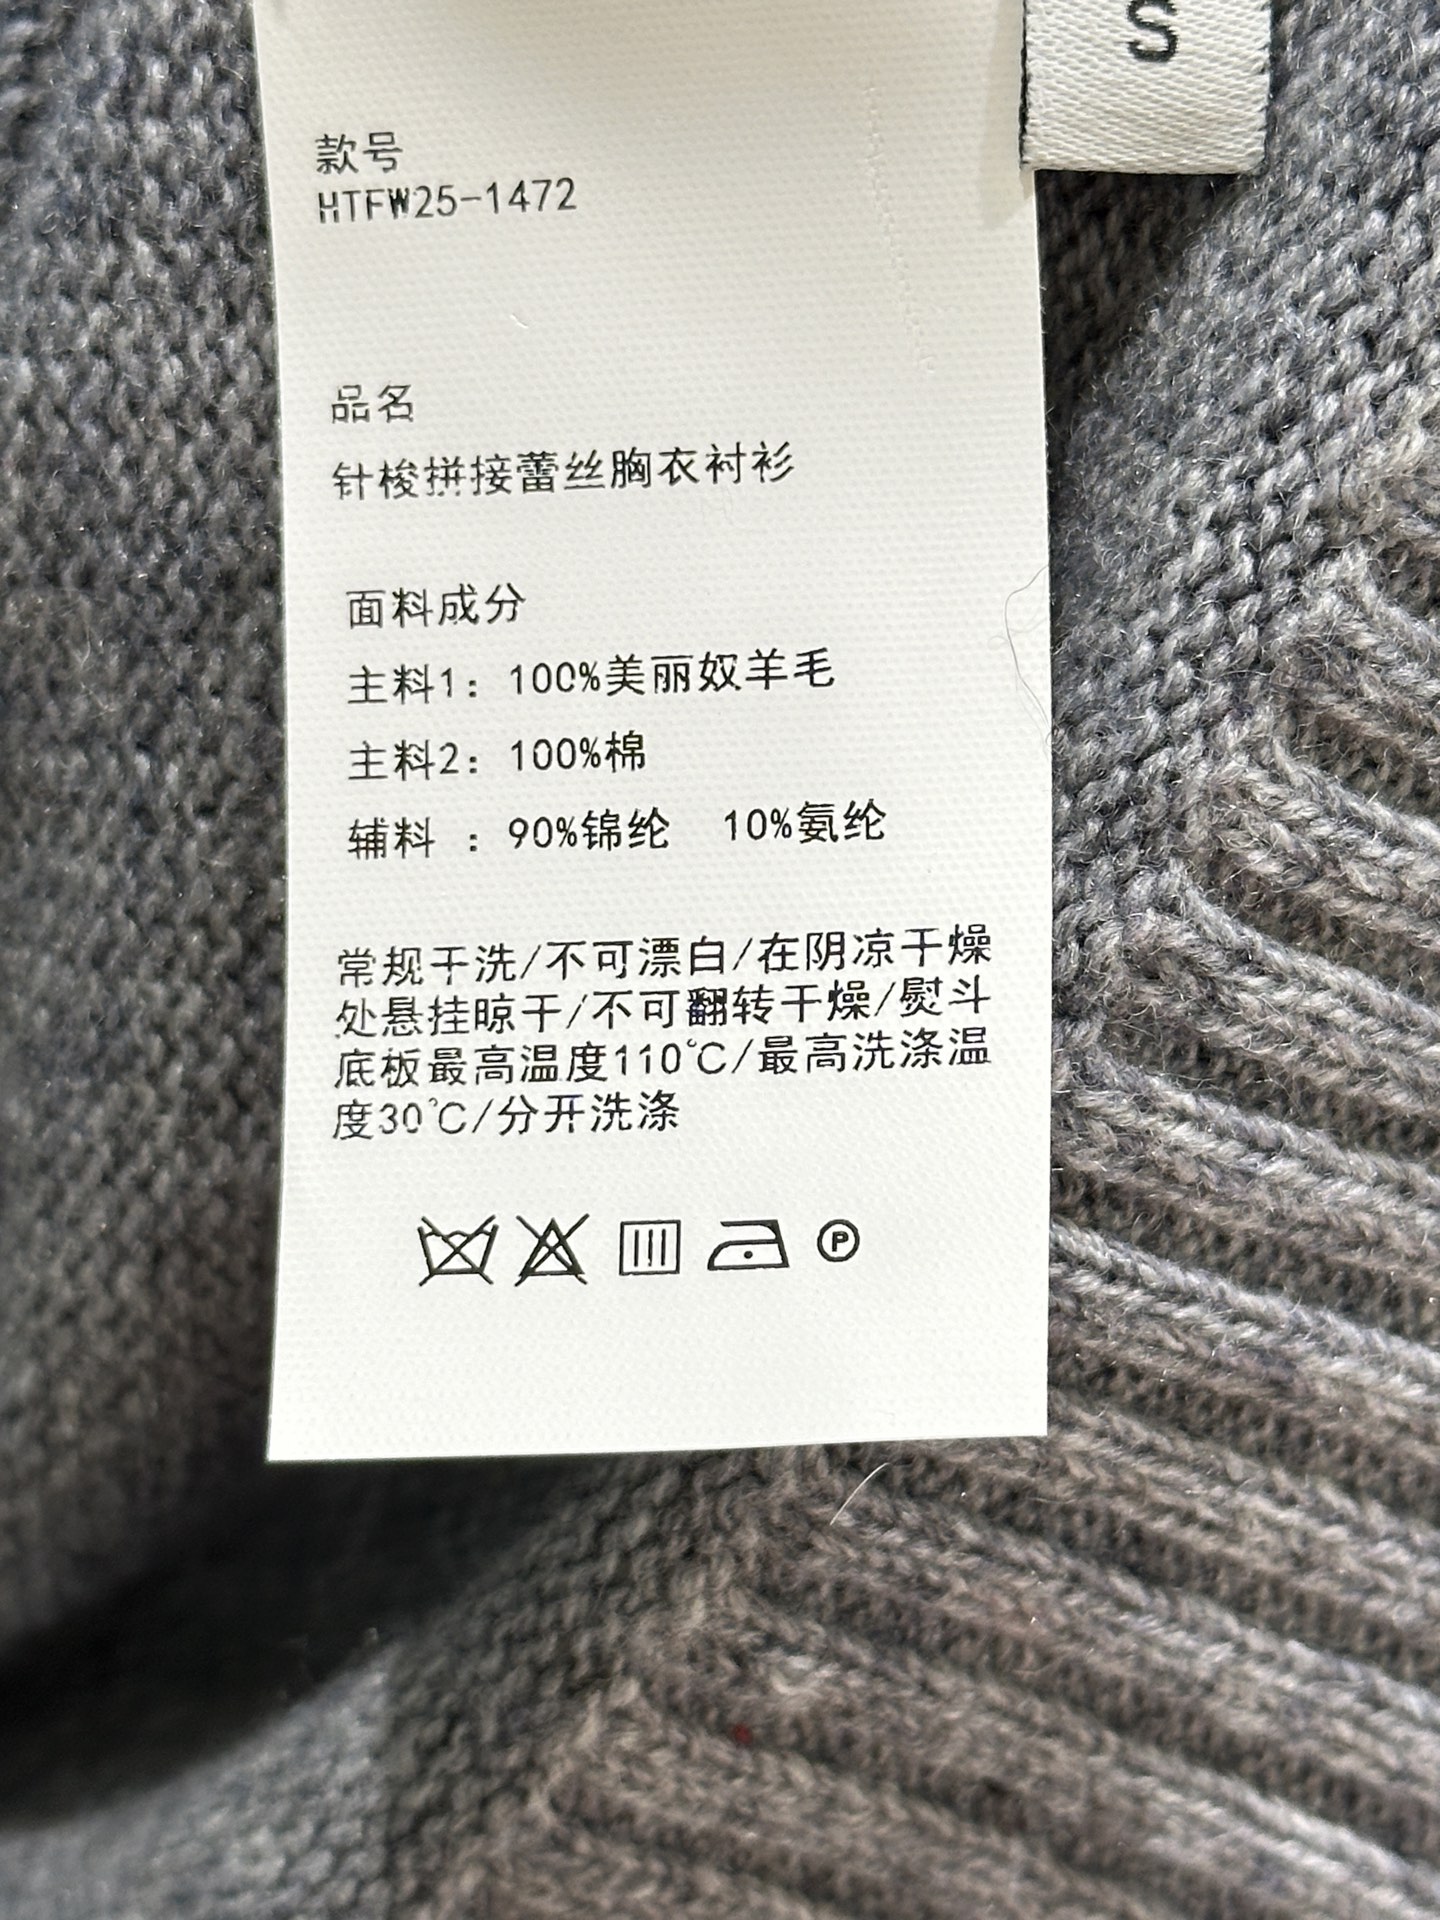 S
款号
HTFW25-1472
品名
针梭拼接蕾丝胸衣衬衫
面料成分
主料1：100%美丽奴羊毛
主料2：100%棉
辅料 ：90%锦纶 10%氨纶
常规干洗/不可漂白/在阴凉干燥
处悬挂晾干/不可翻转干燥/熨斗
底板最高温度110℃/最高洗涤温
度30℃/分开洗涤
P